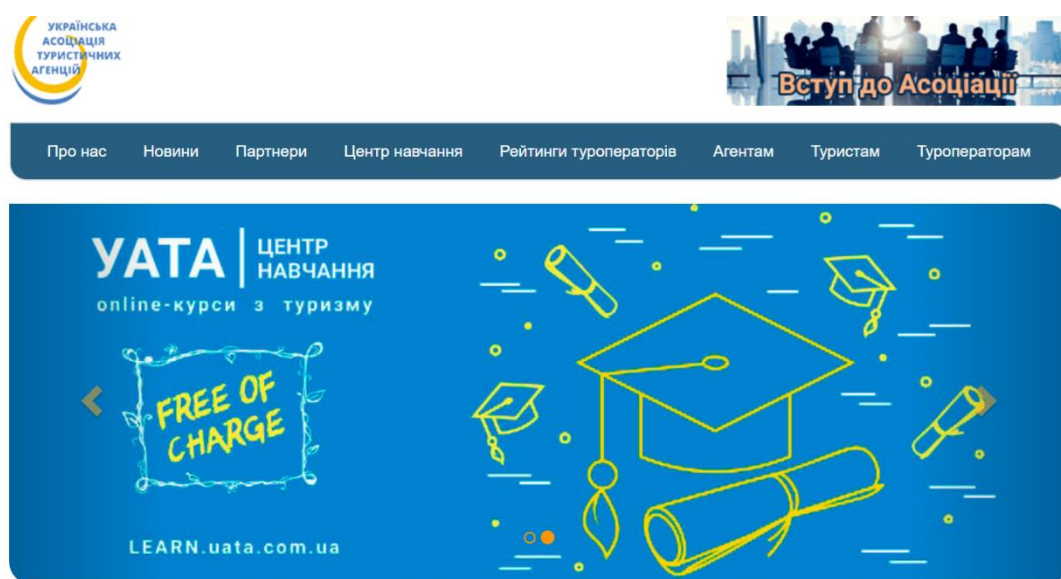 УКРАЇНСЬКА
АСОЦІАЦІЯ
ТУРИСТИЧНИХ
АГЕНЦІЙ
Вступ до Асоціації
Про нас Новини Партнери Центр навчання Рейтинги туроператорів Агентам Туристам Туроператорам
УАТА ЦЕНТР
НАВЧАННЯ
online-курси з туризму
FREE OF
CHARGE
LEARN.uata.com.ua